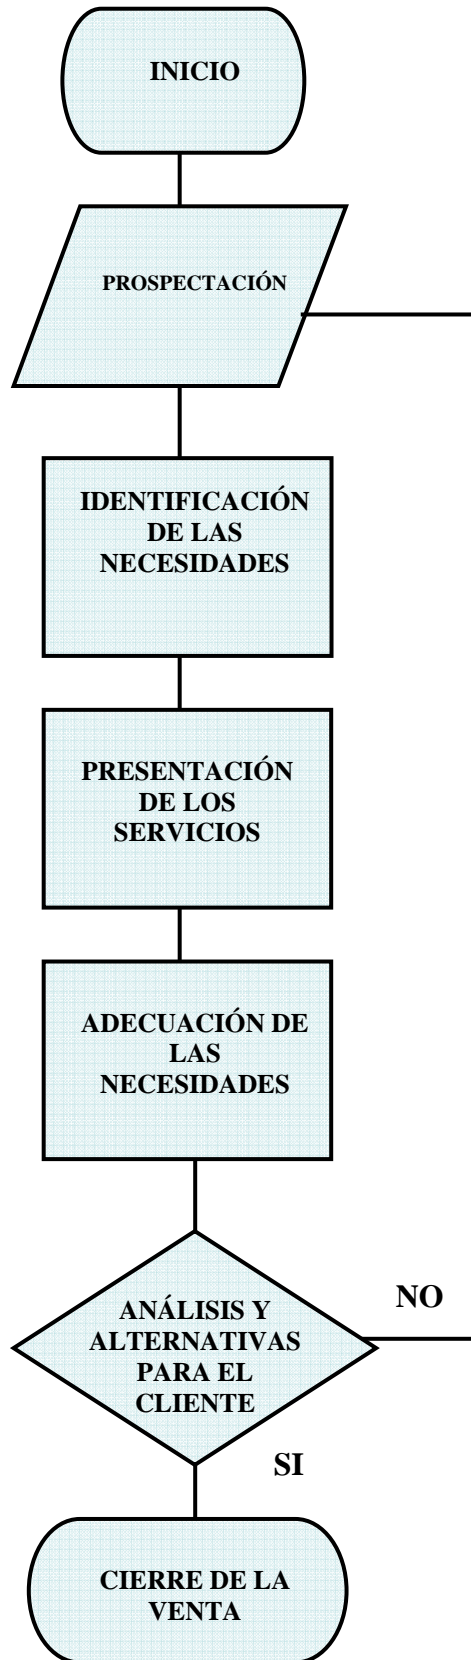 INICIO
PROSPECTACIÓN
IDENTIFICACIÓN
DE LAS
NECESIDADES
PRESENTACIÓN
DE LOS
SERVICIOS
ADECUACIÓN DE
LAS
NECESIDADES
ANÁLISIS Y
ALTERNATIVAS
PARA EL
CLIENTE
NO
SI
CIERRE DE LA
VENTA